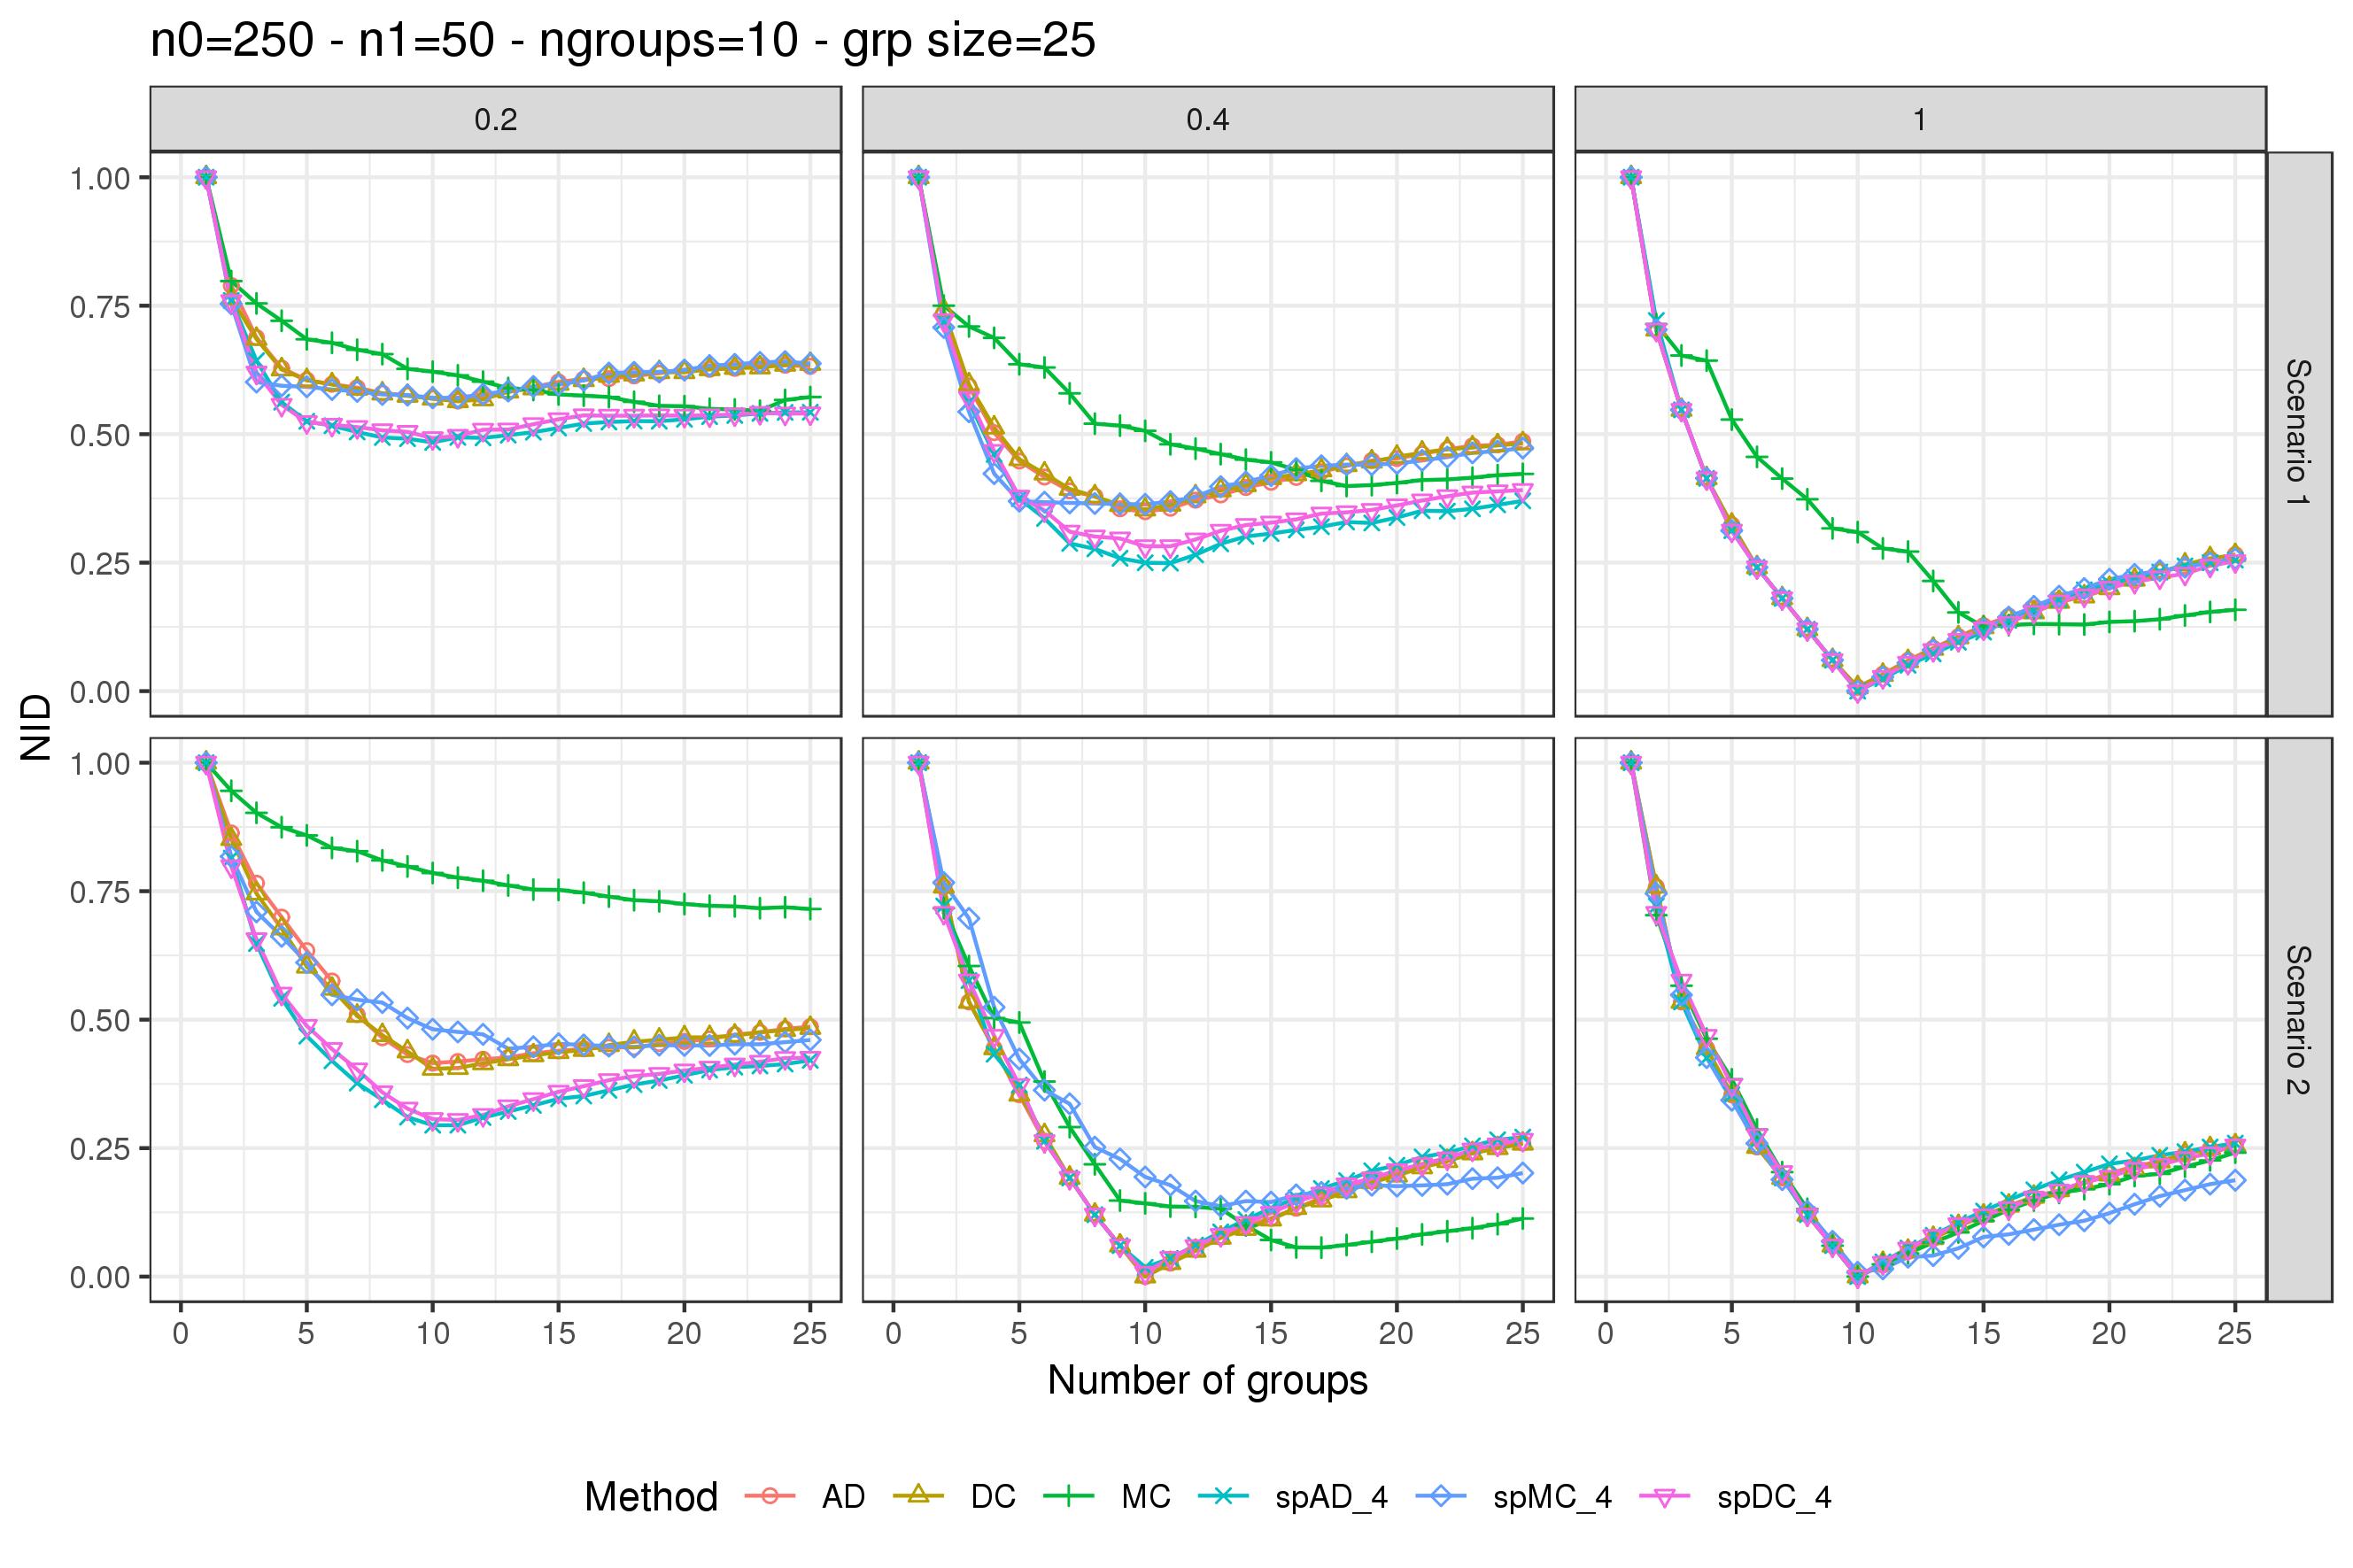 n0=250 - n1=50 - ngroups=10 - grp size=25
0.2 0.4 1
1.00
0.75
0.50
0.25
0.00
Scenario 1
NID
1.00
0.75
0.50
0.25
0.00
Scenario 2
0 5 10 15 20 25 0 5 10 15 20 25 0 5 10 15 20 25
Number of groups
Method AD DC MC spAD_4 spMC_4 spDC_4